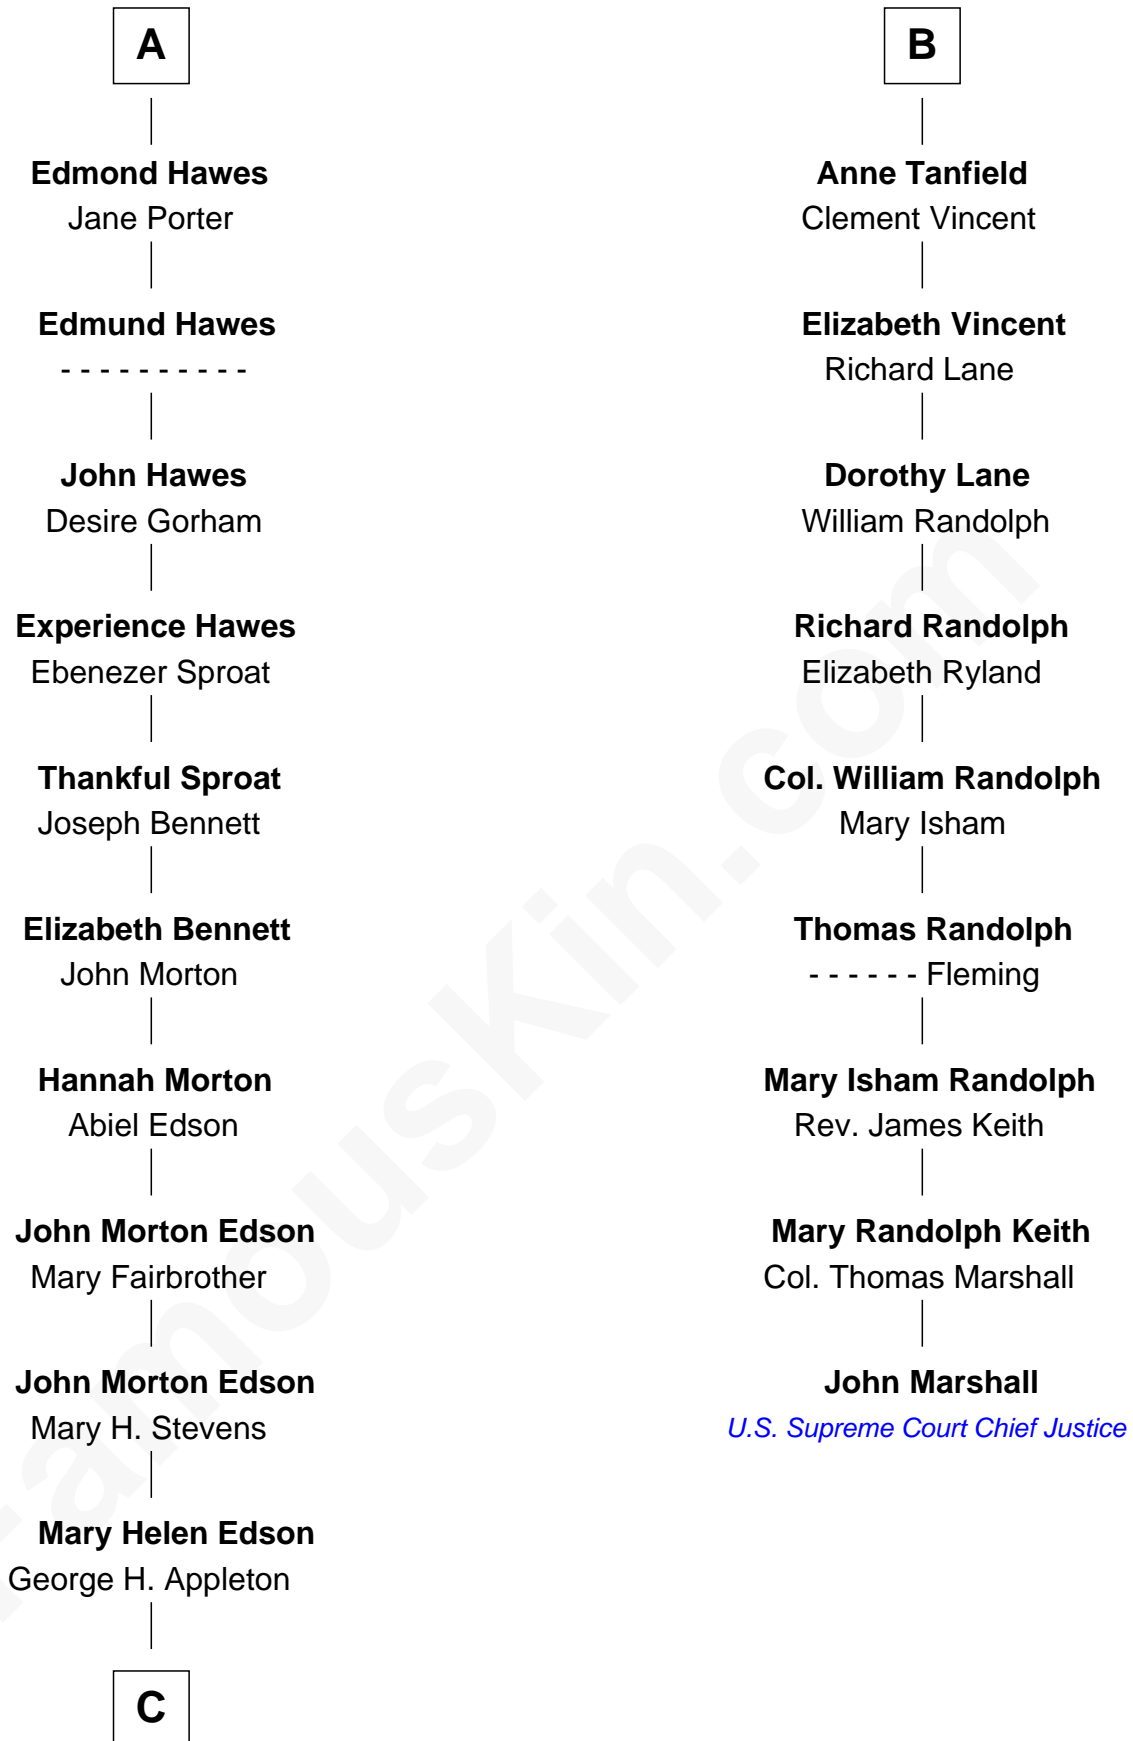 A
Edmond Hawes
Jane Porter
Edmund Hawes
- - - - - - - - - -
John Hawes
Desire Gorham
Experience Hawes
Ebenezer Sproat
Thankful Sproat
Joseph Bennett
Elizabeth Bennett
John Morton
Hannah Morton
Abiel Edson
John Morton Edson
Mary Fairbrother
John Morton Edson
Mary H. Stevens
Mary Helen Edson
George H. Appleton
C
B
Anne Tanfield
Clement Vincent
Elizabeth Vincent
Richard Lane
Dorothy Lane
William Randolph
Richard Randolph
Elizabeth Ryland
Col. William Randolph
Mary Isham
Thomas Randolph
- - - - - - Fleming
Mary Isham Randolph
Rev. James Keith
Mary Randolph Keith
Col. Thomas Marshall
John Marshall
U.S. Supreme Court Chief Justice
FamousKin.com